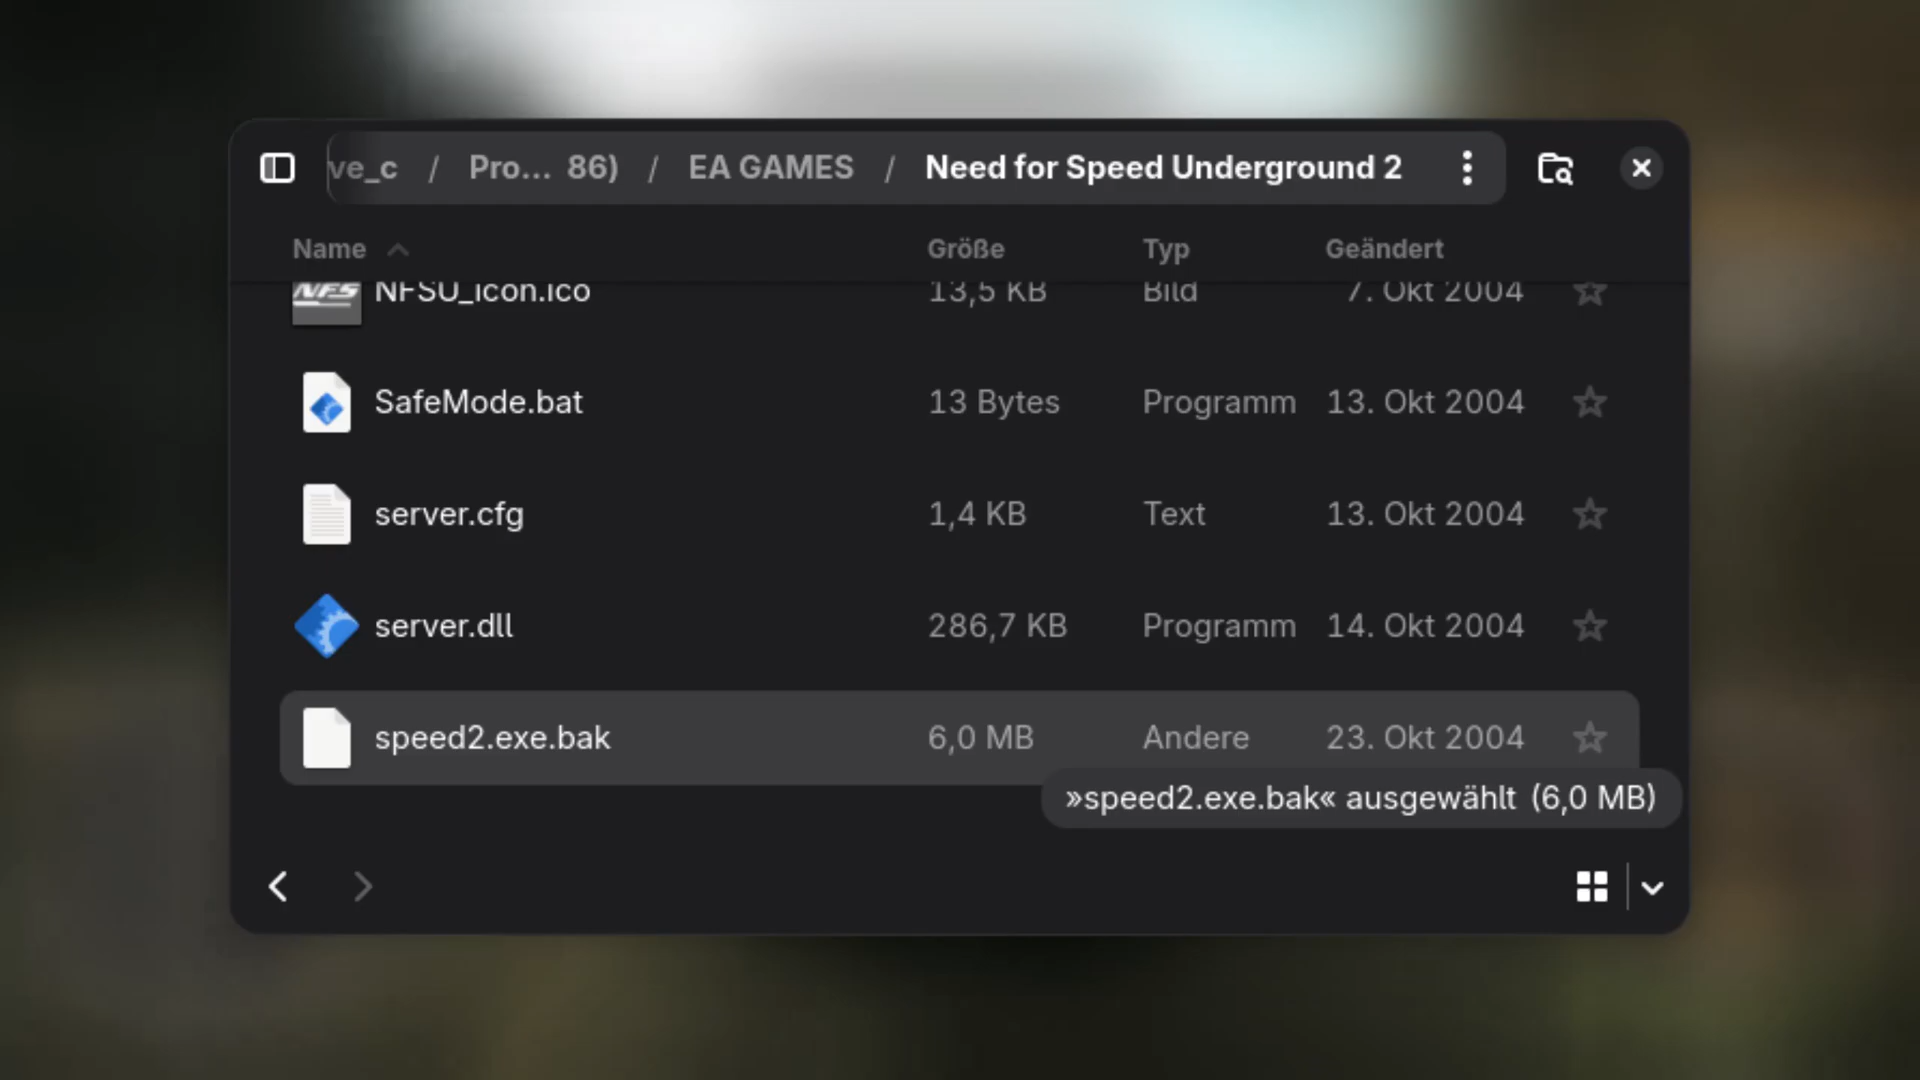 ve_c / Pro... 86) / EA GAMES / Need for Speed Underground 2
Name Größe Typ Geändert
NFS NFSU_icon.ico 13,5 KB Bild 7. Okt 2004
SafeMode.bat 13 Bytes Programm 13. Okt 2004
server.cfg 1,4 KB Text 13. Okt 2004
server.dll 286,7 KB Programm 14. Okt 2004
speed2.exe.bak 6,0 MB Andere 23. Okt 2004
»speed2.exe.bak« ausgewählt (6,0 MB)